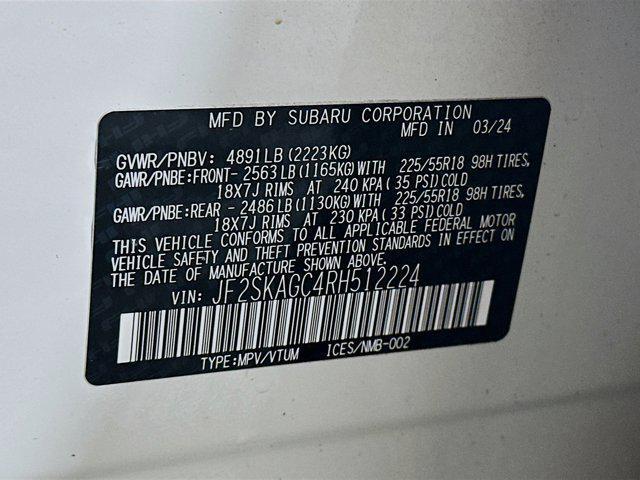 MFD BY SUBARU CORPORATION
MFD IN 03/24
GVWR/PNBV: 4891LB (2223KG)
GAWR/PNBE:FRONT- 2563 LB (1165KG) WITH 225/55R18 98H TIRES,
18X7J RIMS AT 240 KPA ( 35 PSI) COLD
GAWR/PNBE:REAR - 2486 LB (1130KG) WITH 225/55R18 98H TIRES,
18X7J RIMS AT 230 KPA ( 33 PSI) COLD
THIS VEHICLE CONFORMS TO ALL APPLICABLE FEDERAL MOTOR
VEHICLE SAFETY AND THEFT PREVENTION STANDARDS IN EFFECT ON
THE DATE OF MANUFACTURE SHOWN ABOVE.
VIN: JF2SKAGC4RH512224
TYPE:MPV/VTUM ICES/NMB-002